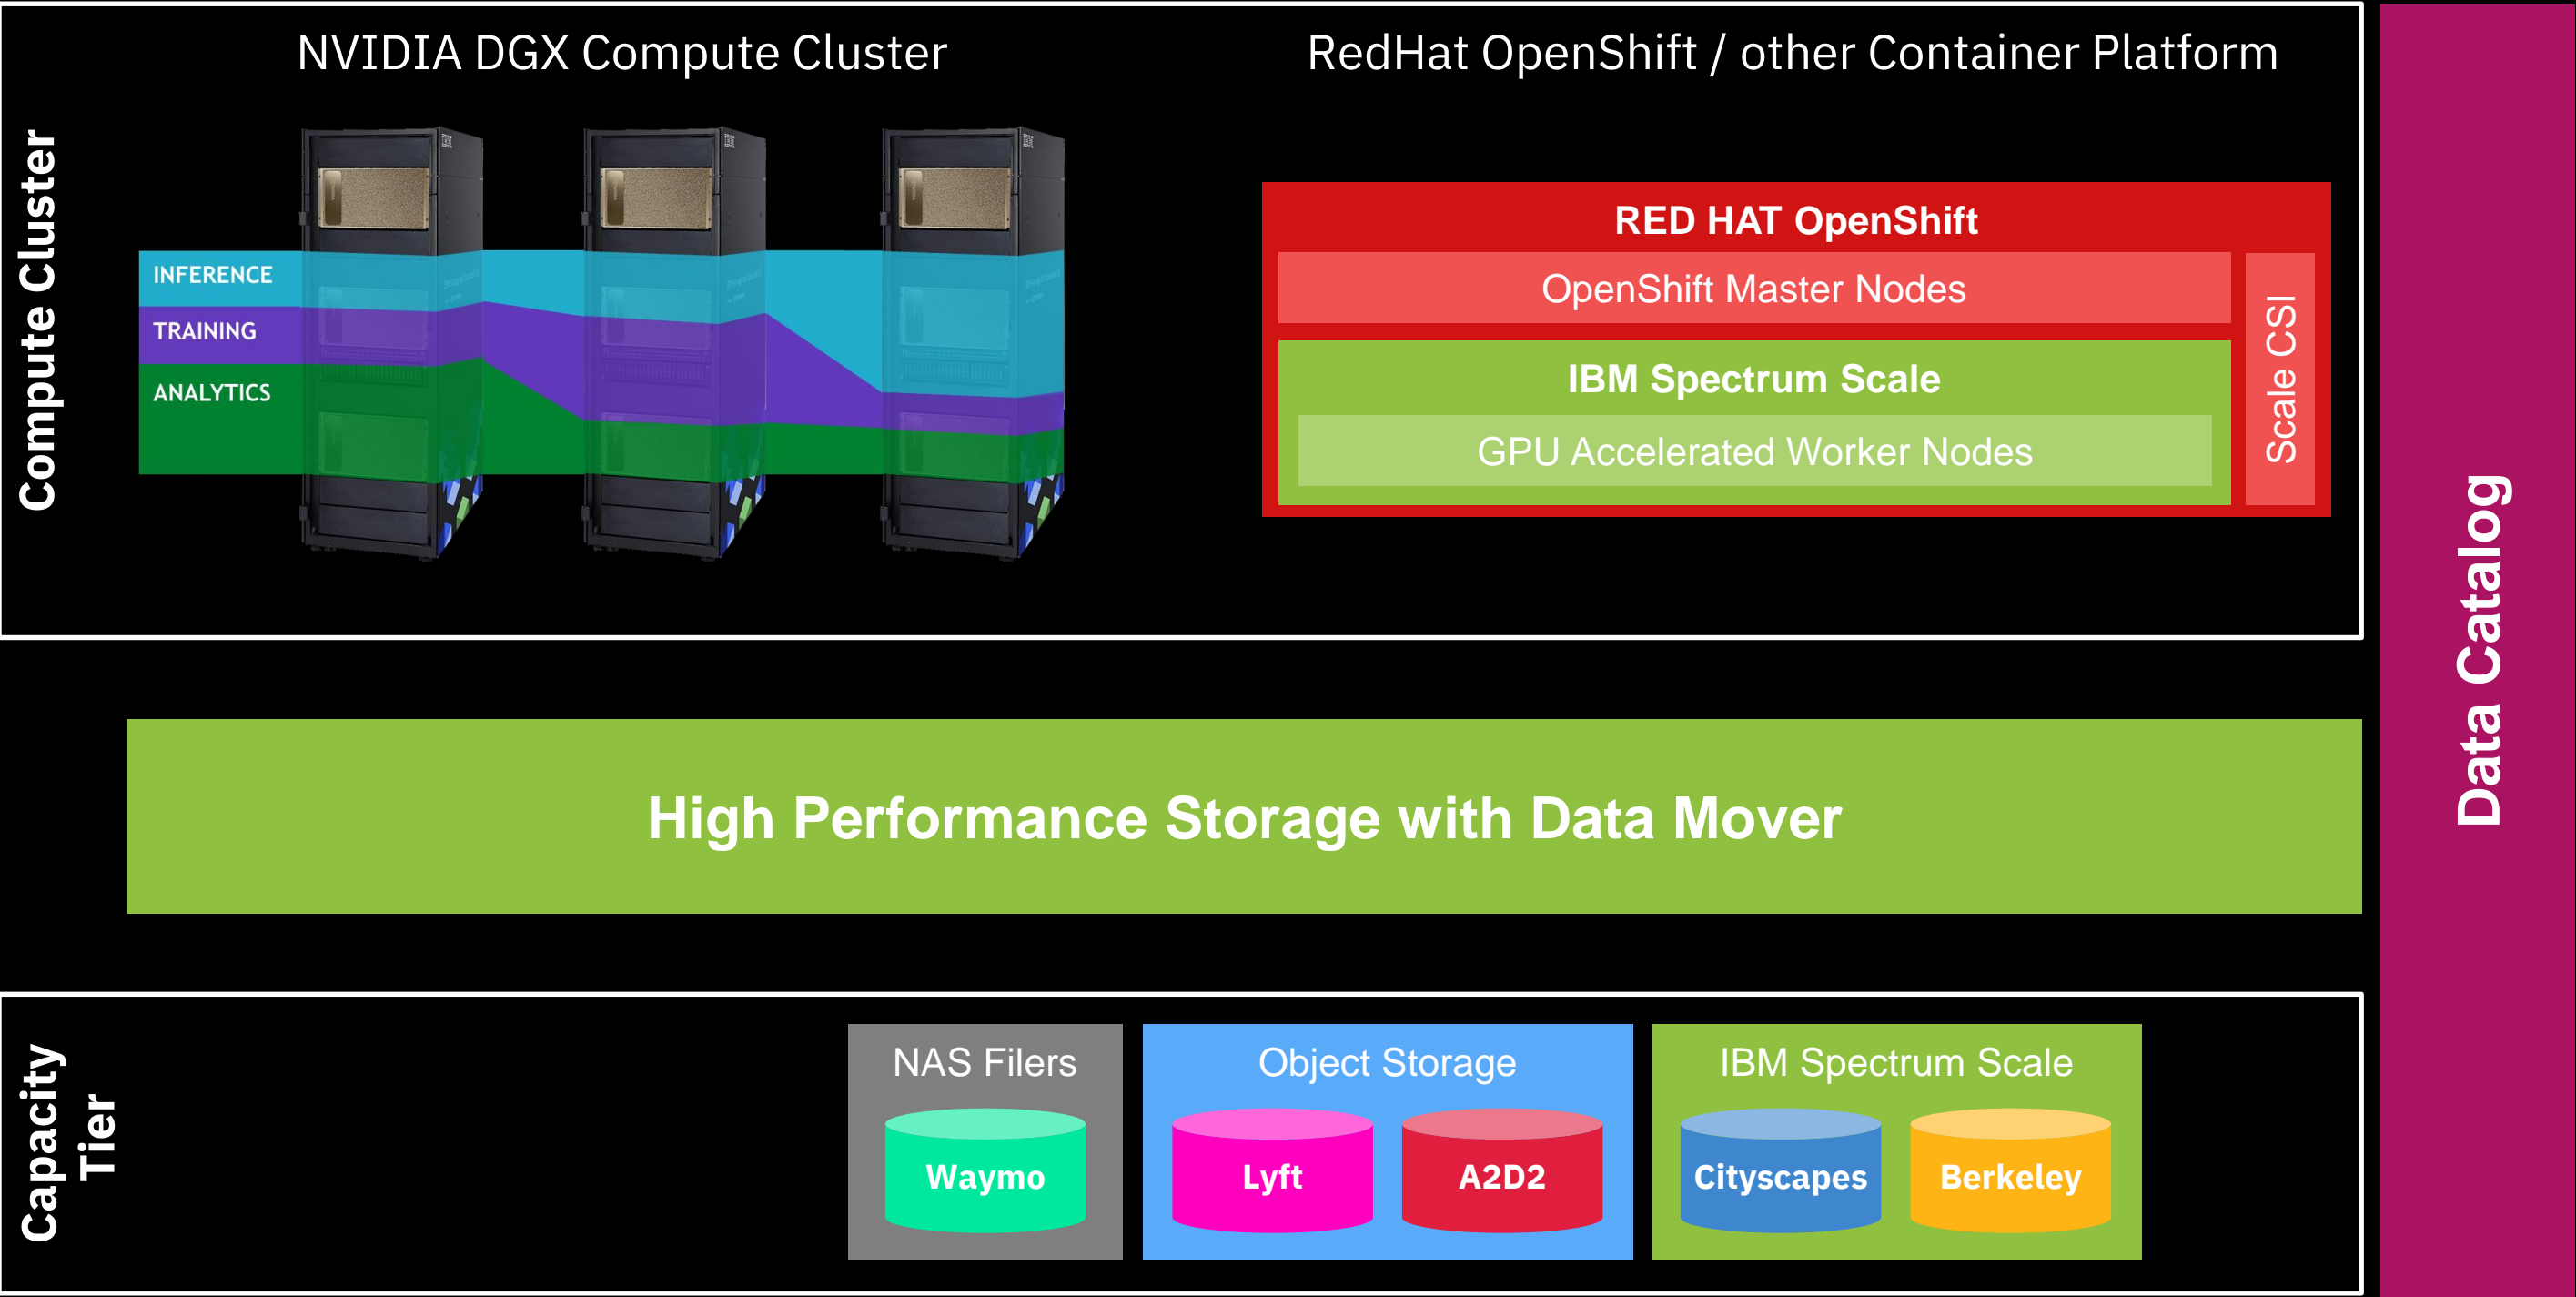 NVIDIA DGX Compute Cluster
RedHat OpenShift / other Container Platform
Compute Cluster
INFERENCE
TRAINING
ANALYTICS
RED HAT OpenShift
OpenShift Master Nodes
IBM Spectrum Scale
GPU Accelerated Worker Nodes
Scale CSI
Data Catalog
High Performance Storage with Data Mover
Capacity
Tier
NAS Filers
Waymo
Object Storage
Lyft
A2D2
IBM Spectrum Scale
Cityscapes
Berkeley